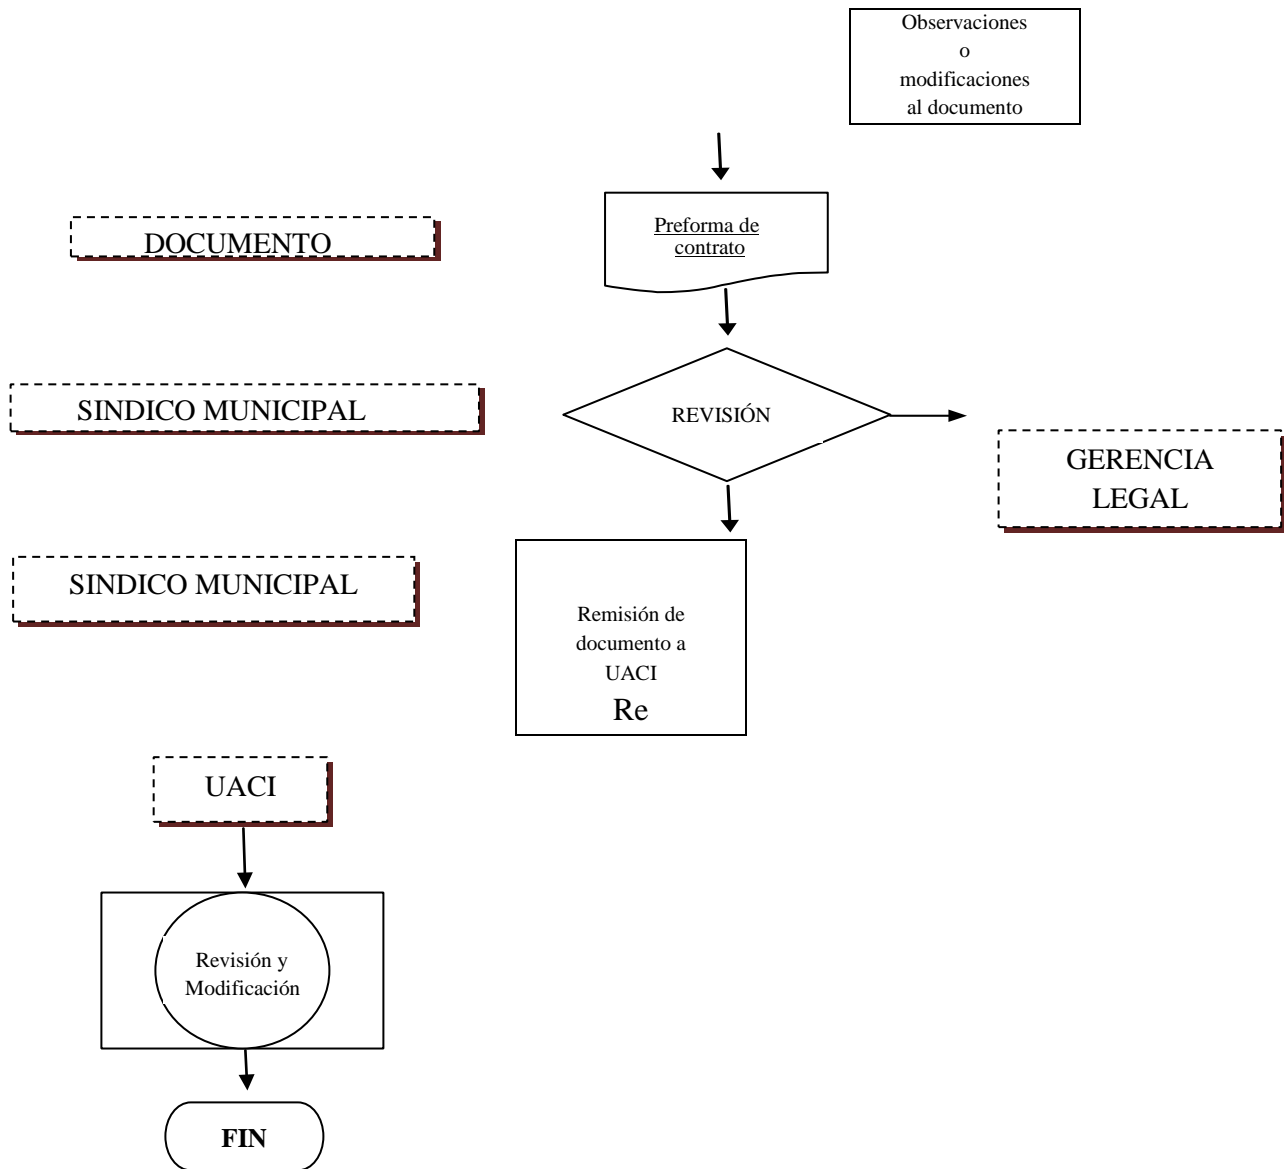 Observaciones
o
modificaciones
al documento
Preforma de
contrato
DOCUMENTO
SINDICO MUNICIPAL
REVISIÓN
GERENCIA
LEGAL
SINDICO MUNICIPAL
Remisión de
documento a
UACI
Re
UACI
Revisión y
Modificación
FIN